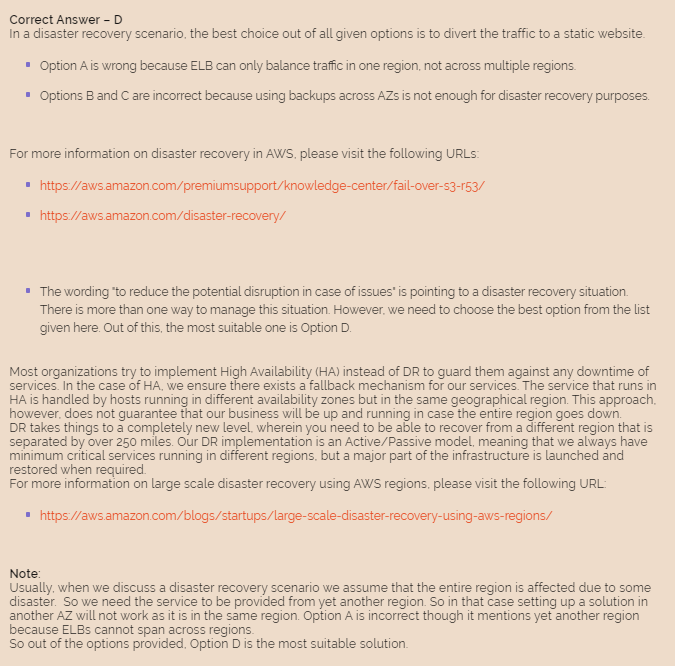 Correct Answer – D
In a disaster recovery scenario, the best choice out of all given options is to divert the traffic to a static website.
Option A is wrong because ELB can only balance traffic in one region, not across multiple regions.
Options B and C are incorrect because using backups across AZs is not enough for disaster recovery purposes.
For more information on disaster recovery in AWS, please visit the following URLs:
https://aws.amazon.com/premiumsupport/knowledge-center/fail-over-s3-r53/
https://aws.amazon.com/disaster-recovery/
The wording "to reduce the potential disruption in case of issues" is pointing to a disaster recovery situation.
There is more than one way to manage this situation. However, we need to choose the best option from the list
given here. Out of this, the most suitable one is Option D.
Most organizations try to implement High Availability (HA) instead of DR to guard them against any downtime of
services. In the case of HA, we ensure there exists a fallback mechanism for our services. The service that runs in
HA is handled by hosts running in different availability zones but in the same geographical region. This approach,
however, does not guarantee that our business will be up and running in case the entire region goes down.
DR takes things to a completely new level, wherein you need to be able to recover from a different region that is
separated by over 250 miles. Our DR implementation is an Active/Passive model, meaning that we always have
minimum critical services running in different regions, but a major part of the infrastructure is launched and
restored when required.
For more information on large scale disaster recovery using AWS regions, please visit the following URL:
https://aws.amazon.com/blogs/startups/large-scale-disaster-recovery-using-aws-regions/
Note:
Usually, when we discuss a disaster recovery scenario we assume that the entire region is affected due to some
disaster. So we need the service to be provided from yet another region. So in that case setting up a solution in
another AZ will not work as it is in the same region. Option A is incorrect though it mentions yet another region
because ELBs cannot span across regions.
So out of the options provided, Option D is the most suitable solution.